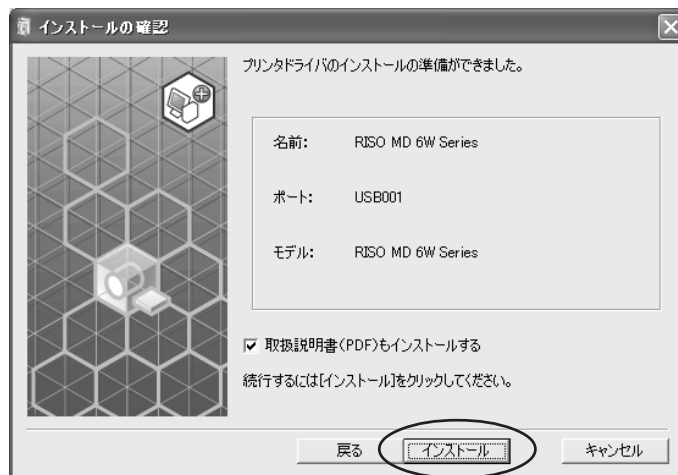 インストールの確認
プリンタドライバのインストールの準備ができました。
名前: RISO MD 6W Series
ポート: USB001
モデル: RISO MD 6W Series
取扱説明書(PDF)もインストールする
続行するには[インストール]をクリックしてください。
戻る インストール キャンセル